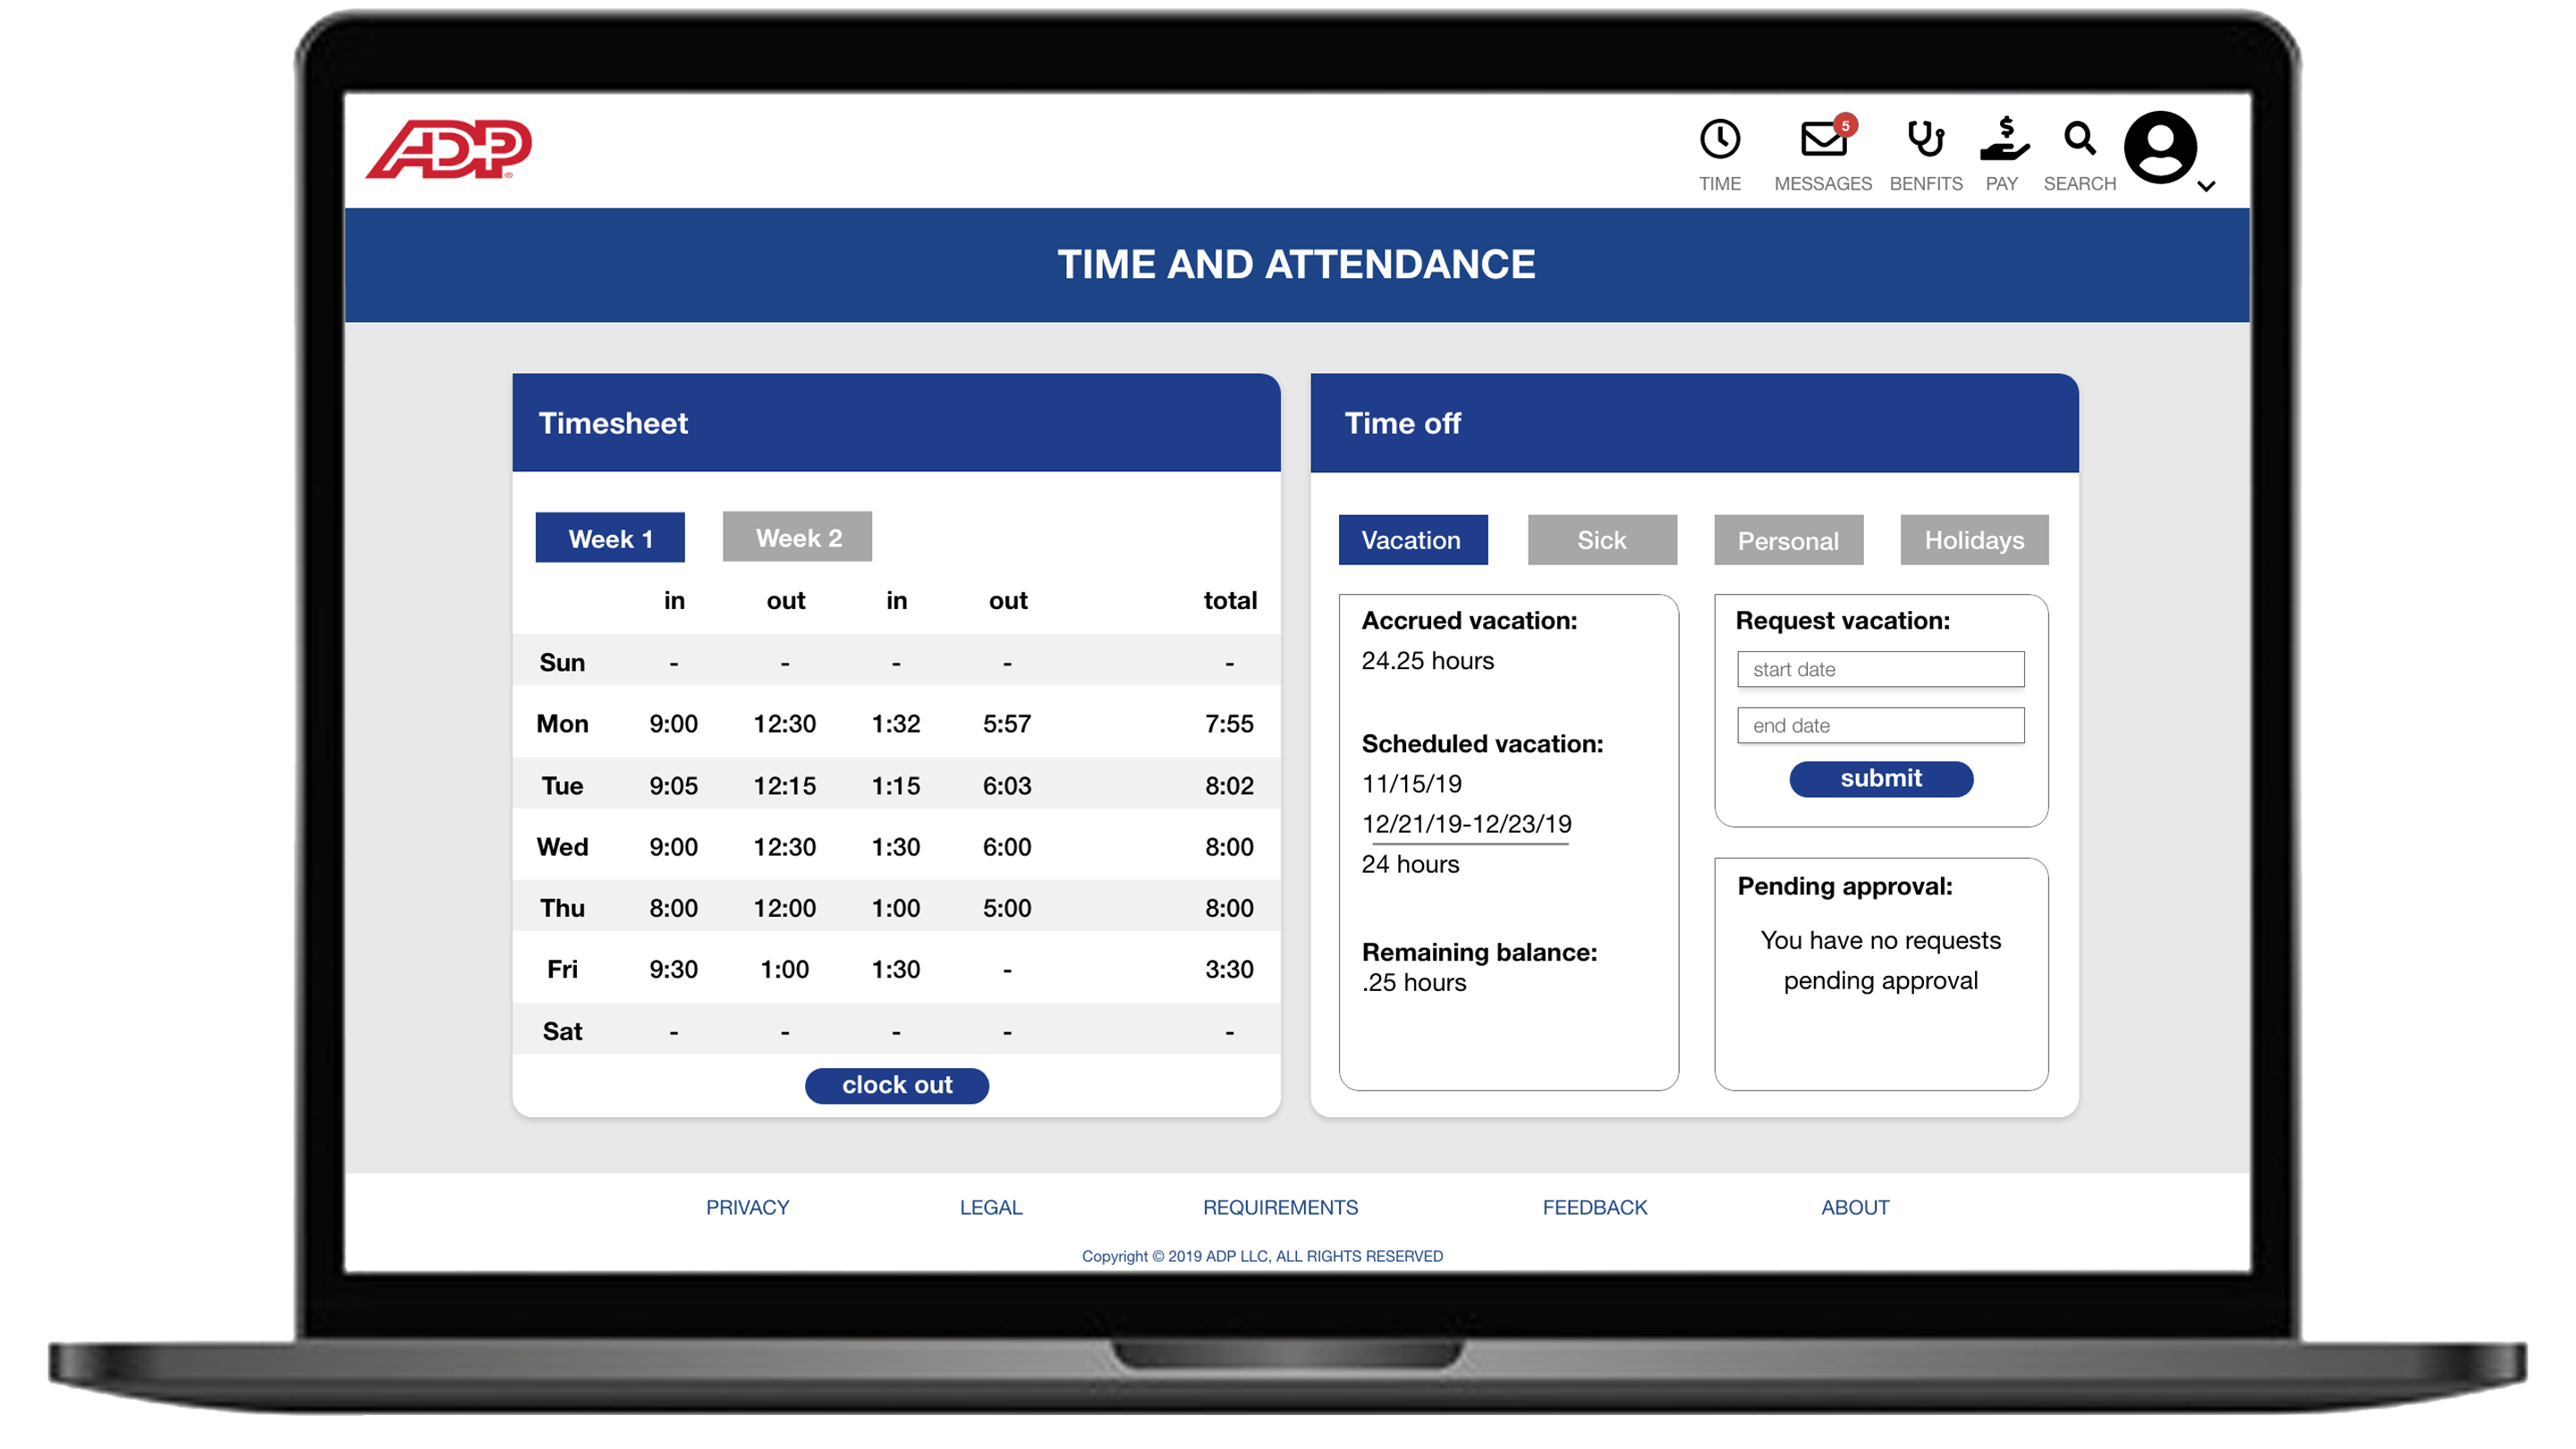 ADP
5
TIME MESSAGES BENFITS PAY SEARCH
TIME AND ATTENDANCE
Timesheet
Week 1 Week 2
in out in out total
Sun - - - - -
Mon 9:00 12:30 1:32 5:57 7:55
Tue 9:05 12:15 1:15 6:03 8:02
Wed 9:00 12:30 1:30 6:00 8:00
Thu 8:00 12:00 1:00 5:00 8:00
Fri 9:30 1:00 1:30 - 3:30
Sat - - - - -
clock out
Time off
Vacation Sick Personal Holidays
Accrued vacation:
24.25 hours
Scheduled vacation:
11/15/19
12/21/19-12/23/19
24 hours
Remaining balance:
.25 hours
Request vacation:
start date
end date
submit
Pending approval:
You have no requests
pending approval
PRIVACY LEGAL REQUIREMENTS FEEDBACK ABOUT
Copyright © 2019 ADP LLC, ALL RIGHTS RESERVED